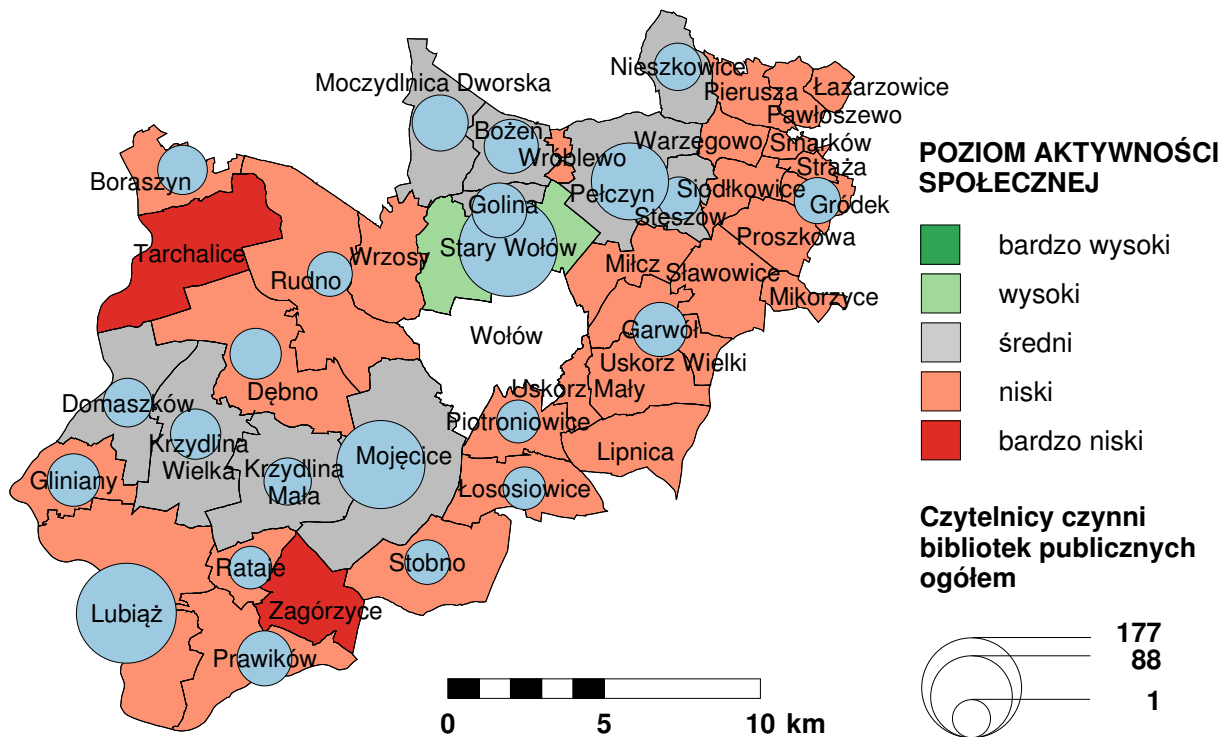 Nieszkowice
Moczydlnica Dworska
Pierusza
Łazarzowice
Pawłoszewo
Bożeń
Warzęgowo
Smarków
Wróblewo
Straża
Boraszyn
Pełczyn
Siodłkowice
Golina
Stęszów
Gródek
Tarchalice
Wrzosy
Stary Wołów
Proszkowa
Rudno
Miłcz
Sławowice
Mikorzyce
Wołów
Garwół
Uskorz Wielki
Dębno
Uskorz Mały
Domaszków
Piotroniowice
Krzydlina
Wielka
Mojęcice
Lipnica
Krzydlina
Mała
Gliniany
Łososiowice
Rataje
Stobno
Lubiąż
Zagórzyce
Prawików
0 5 10 km
POZIOM AKTYWNOŚCI
SPOŁECZNEJ
bardzo wysoki
wysoki
średni
niski
bardzo niski
Czytelnicy czynni
bibliotek publicznych
ogółem
177
88
1